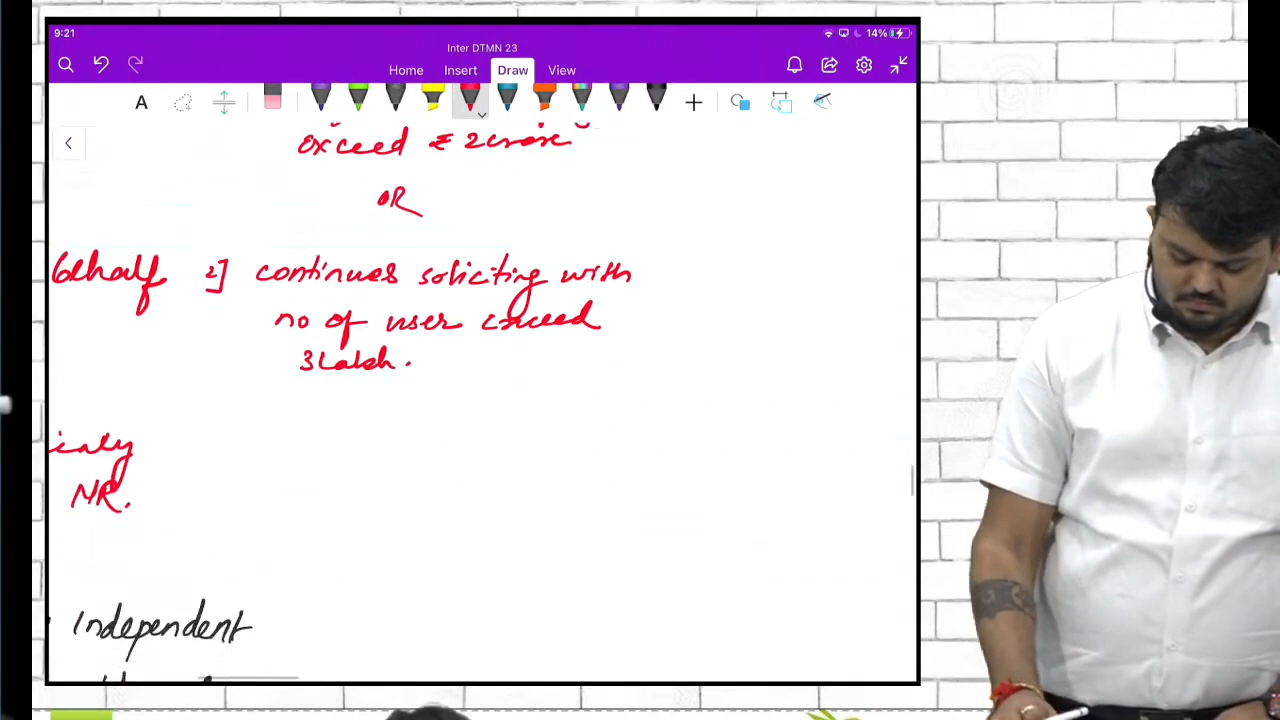 9:21
14%
Inter DTMN 23
Home Insert Draw View
A
exceed ₹ 2crore
OR
behalf 2] continues soliciting with
no of user exceed
3Lakh.
icaly
NR.
Independent